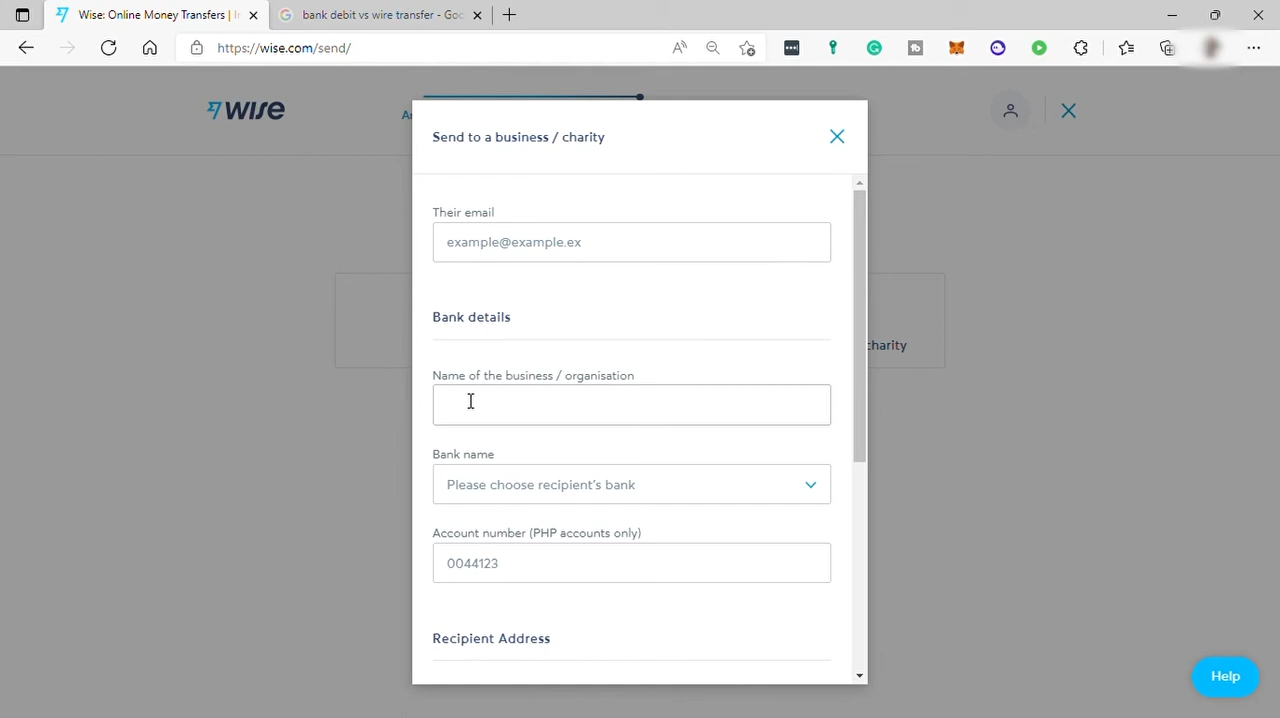 Wise: Online Money Transfers | In
bank debit vs wire transfer - Goo
https://wise.com/send/
WISE
Send to a business / charity
Their email
example@example.ex
Bank details
charity
Name of the business / organisation
Bank name
Please choose recipient's bank
Account number (PHP accounts only)
0044123
Recipient Address
Help